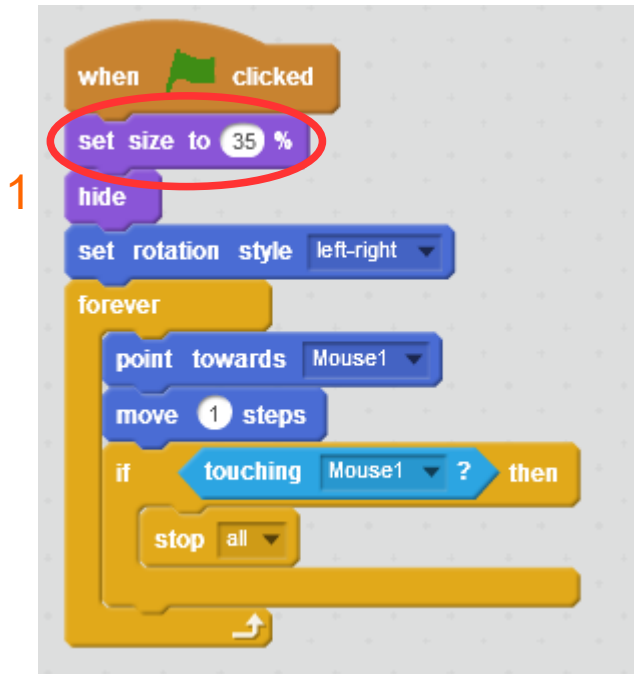 when clicked
set size to 35 %
1
hide
set rotation style left-right
forever
point towards Mouse1
move 1 steps
if touching Mouse1 ? then
stop all